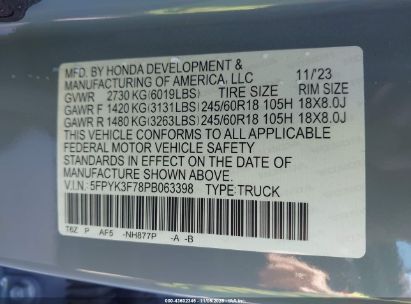 MFD. BY HONDA DEVELOPMENT &
MANUFACTURING OF AMERICA, LLC 11/23
GVWR 2730 KG (6019LBS) TIRE SIZE RIM SIZE
GAWR F 1420 KG (3131LBS) 245/60R18 105H 18X8.0J
GAWR R 1480 KG (3263LBS) 245/60R18 105H 18X8.0J
THIS VEHICLE CONFORMS TO ALL APPLICABLE
FEDERAL MOTOR VEHICLE SAFETY
STANDARDS IN EFFECT ON THE DATE OF
MANUFACTURE SHOWN ABOVE.
V.I.N.: 5FPYK3F78PB063398 TYPE: TRUCK
T6Z P AF5 -NH877P -A -B